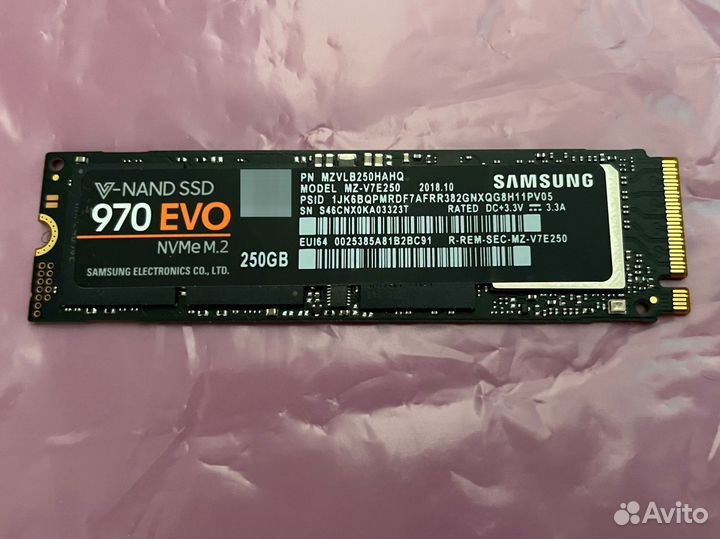 V-NAND SSD
970 EVO
NVMe M.2
SAMSUNG ELECTRONICS CO., LTD.
250GB
PN MZVLB250HAHQ
MODEL MZ-V7E250 2018.10
PSID 1JK6BQPMRDF7AFRR382GNXQG8H11PV05
SN S46CNX0KA03323T RATED DC+3.3V ⎓ 3.3A
EUI64 0025385A81B2BC91 R-REM-SEC-MZ-V7E250
SAMSUNG
Avito